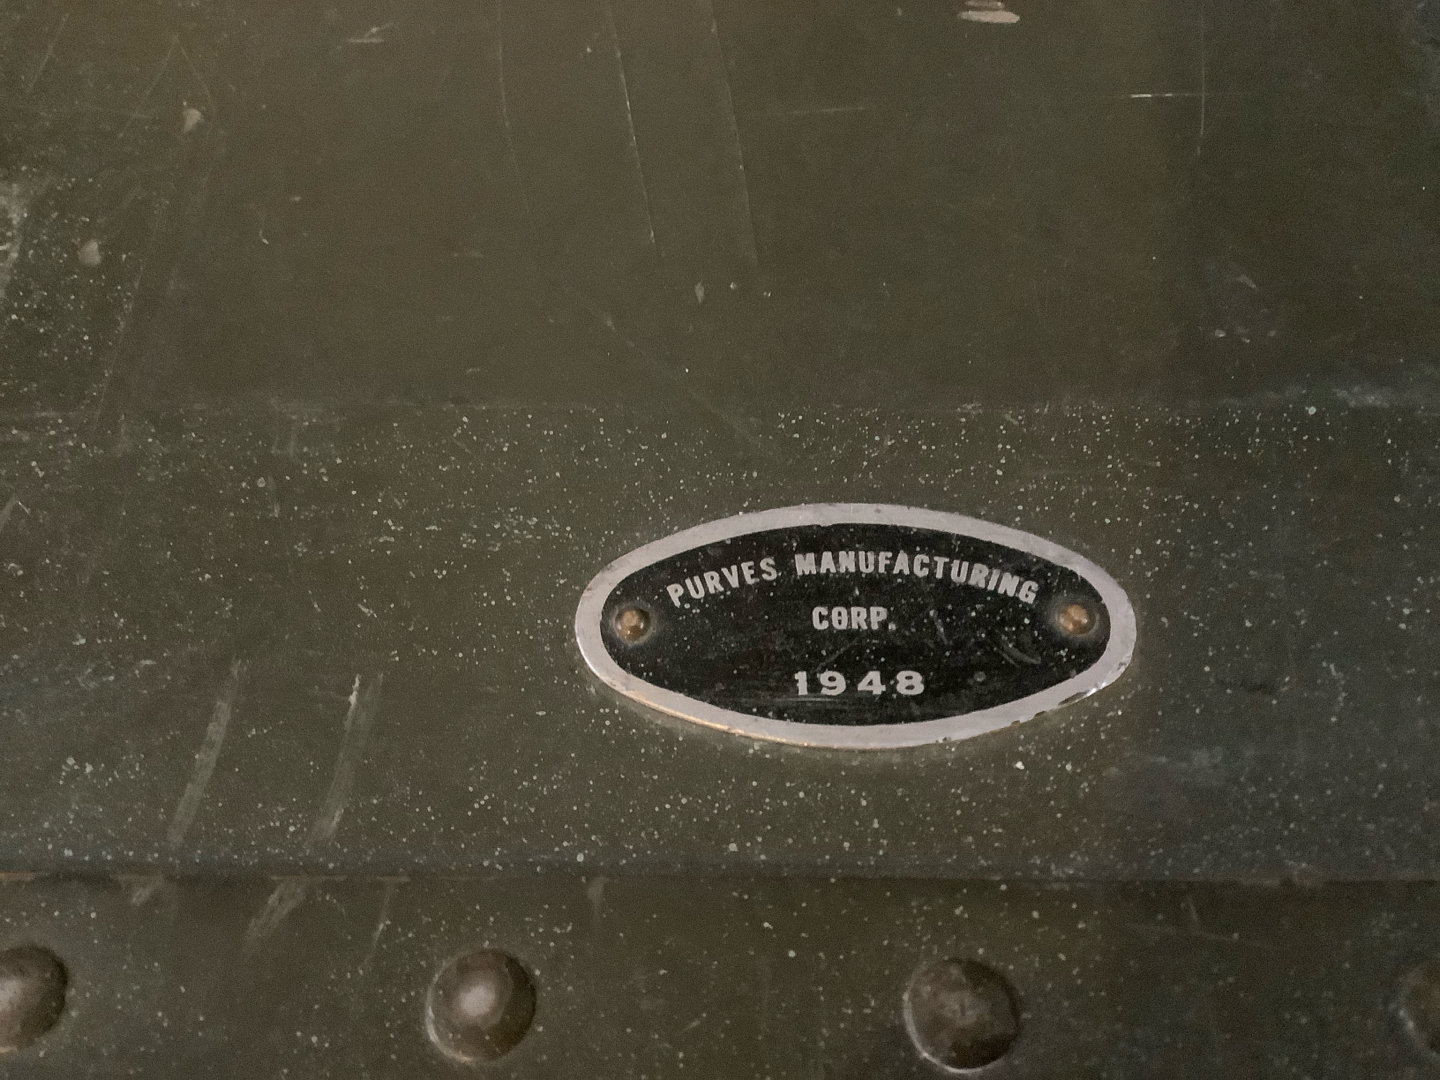 PURVES MANUFACTURING
CORP.
1948